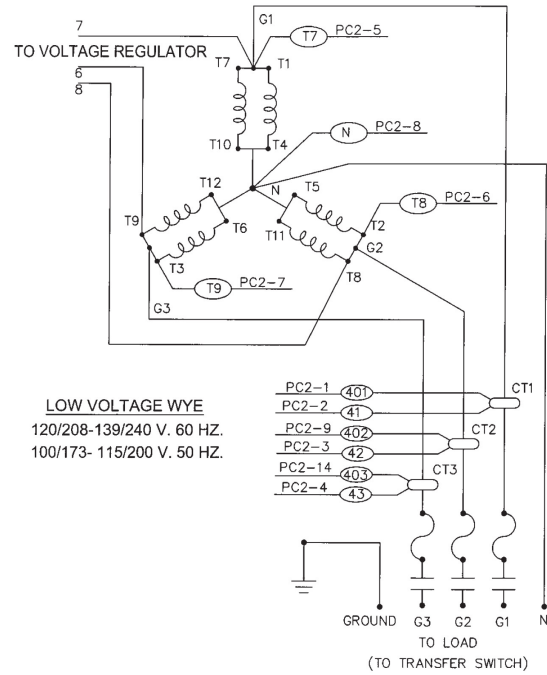 G1
7
T7 PC2-5
TO VOLTAGE REGULATOR
T7 T1
6
8
T10 T4
N PC2-8
N
T12
T5
T8 PC2-6
T9
T6
T11
T2
G2
T3
T8
T9 PC2-7
G3
LOW VOLTAGE WYE
120/208-139/240 V. 60 HZ.
100/173- 115/200 V. 50 HZ.
PC2-1 401
CT1
PC2-2 41
PC2-9 402
CT2
PC2-3 42
PC2-14 403
CT3
PC2-4 43
GROUND G3 G2 G1 N
TO LOAD
(TO TRANSFER SWITCH)